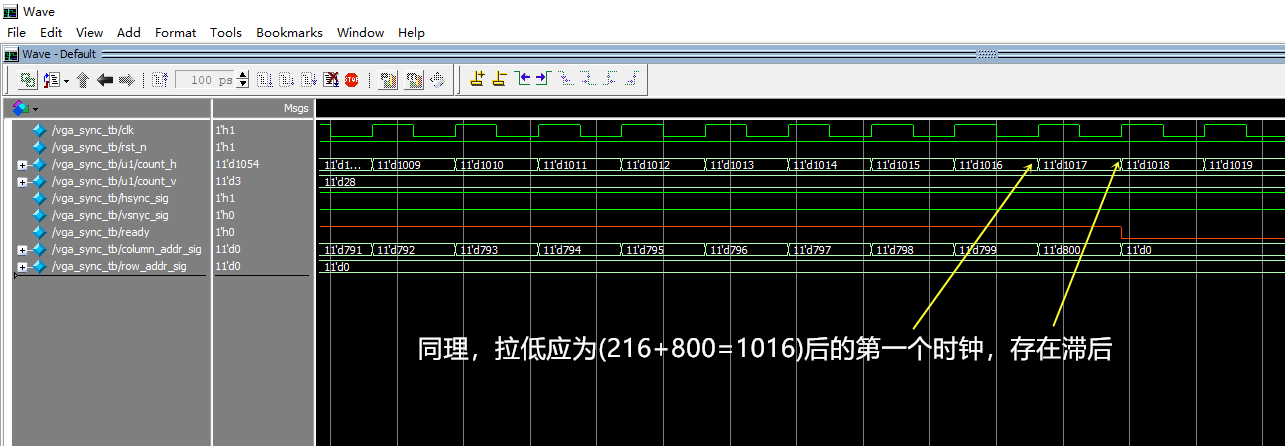 Wave
File Edit View Add Format Tools Bookmarks Window Help
Wave - Default
100 ps
STOP
Msgs
/vga_sync_tb/clk 1'h1
/vga_sync_tb/rst_n 1'h1
/vga_sync_tb/u1/count_h 11'd1054 11'd1... 11'd1009 11'd1010 11'd1011 11'd1012 11'd1013 11'd1014 11'd1015 11'd1016 11'd1017 11'd1018 11'd1019
/vga_sync_tb/u1/count_v 11'd3 11'd28
/vga_sync_tb/hsync_sig 1'h1
/vga_sync_tb/vsnyc_sig 1'h0
/vga_sync_tb/ready 1'h0
/vga_sync_tb/column_addr_sig 11'd0 11'd791 11'd792 11'd793 11'd794 11'd795 11'd796 11'd797 11'd798 11'd799 11'd800 11'd0
/vga_sync_tb/row_addr_sig 11'd0 11'd0
同理，拉低应为(216+800=1016)后的第一个时钟，存在滞后